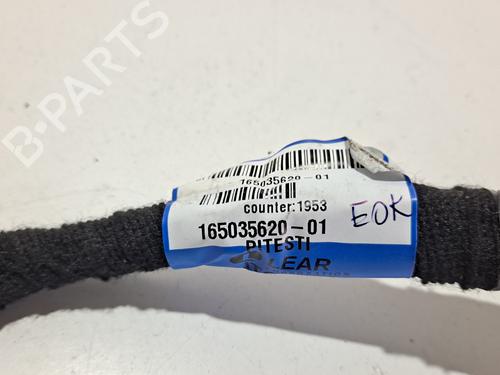 B-PARTS
165035620-01
counter:1953
EOK
165035620-01
PITESTI
LEAR